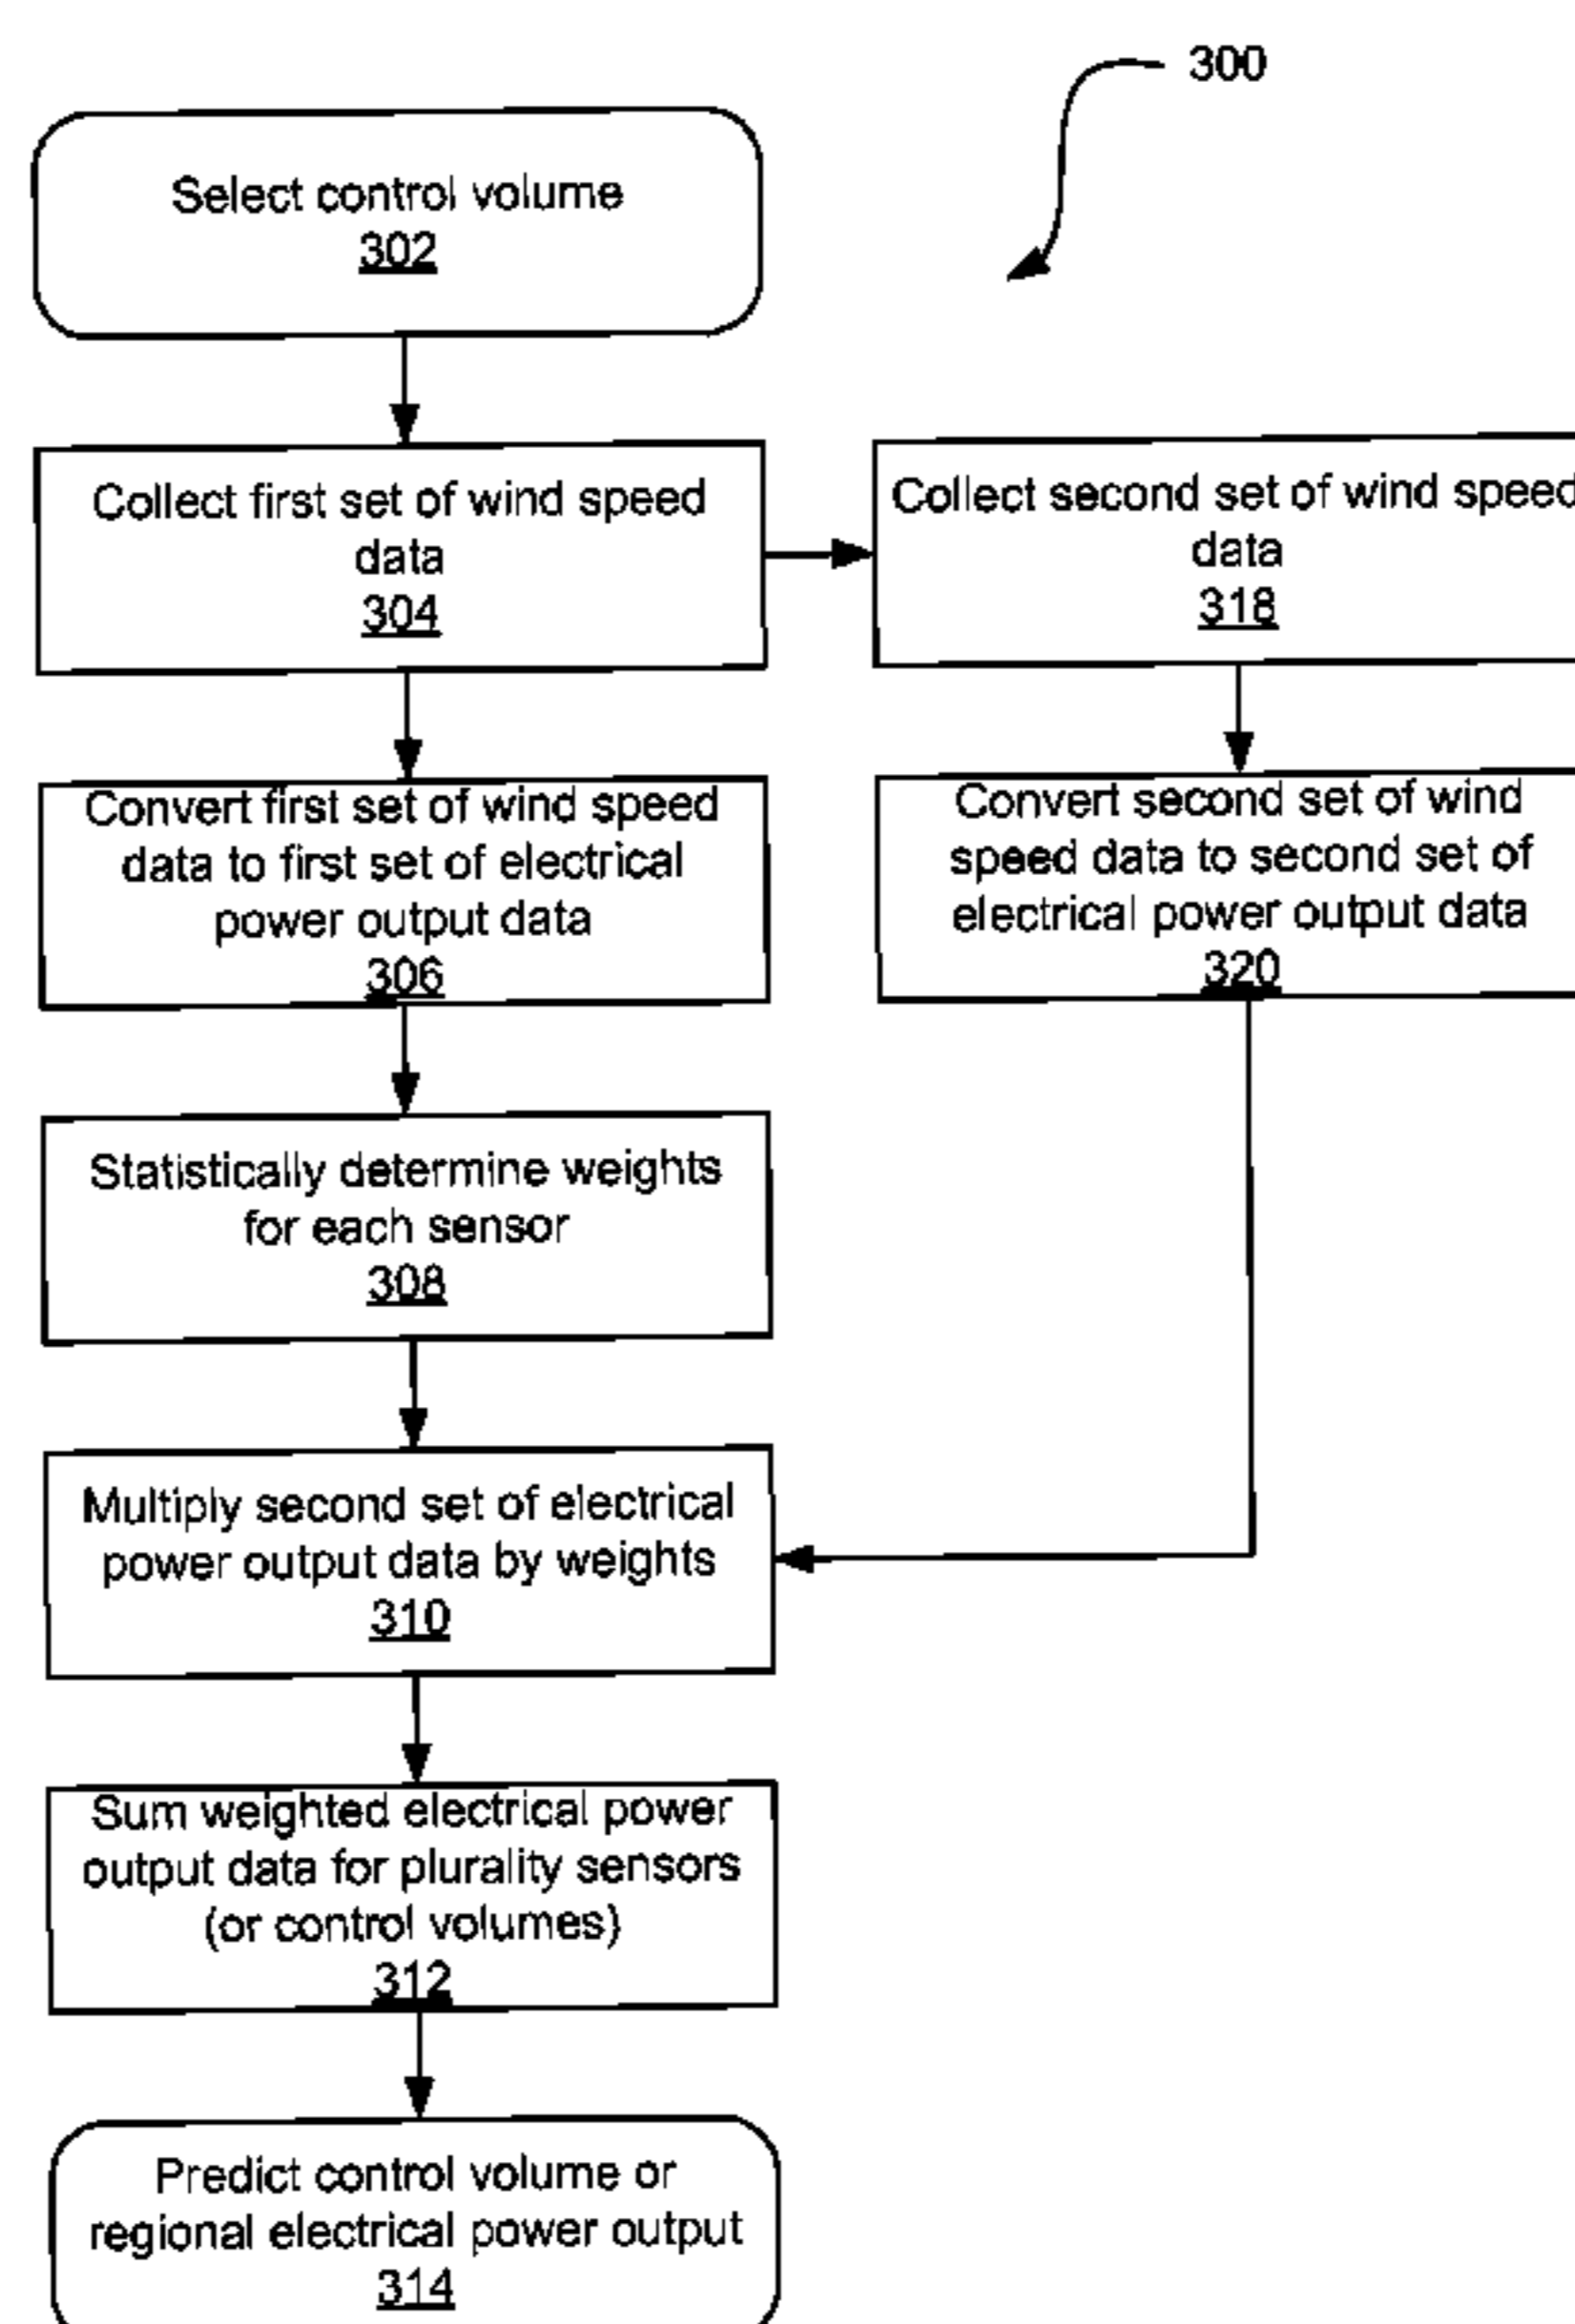 300
Select control volume
302
Collect first set of wind speed
data
304
Collect second set of wind speed
data
318
Convert first set of wind speed
data to first set of electrical
power output data
306
Convert second set of wind
speed data to second set of
electrical power output data
320
Statistically determine weights
for each sensor
308
Multiply second set of electrical
power output data by weights
310
Sum weighted electrical power
output data for plurality sensors
(or control volumes)
312
Predict control volume or
regional electrical power output
314